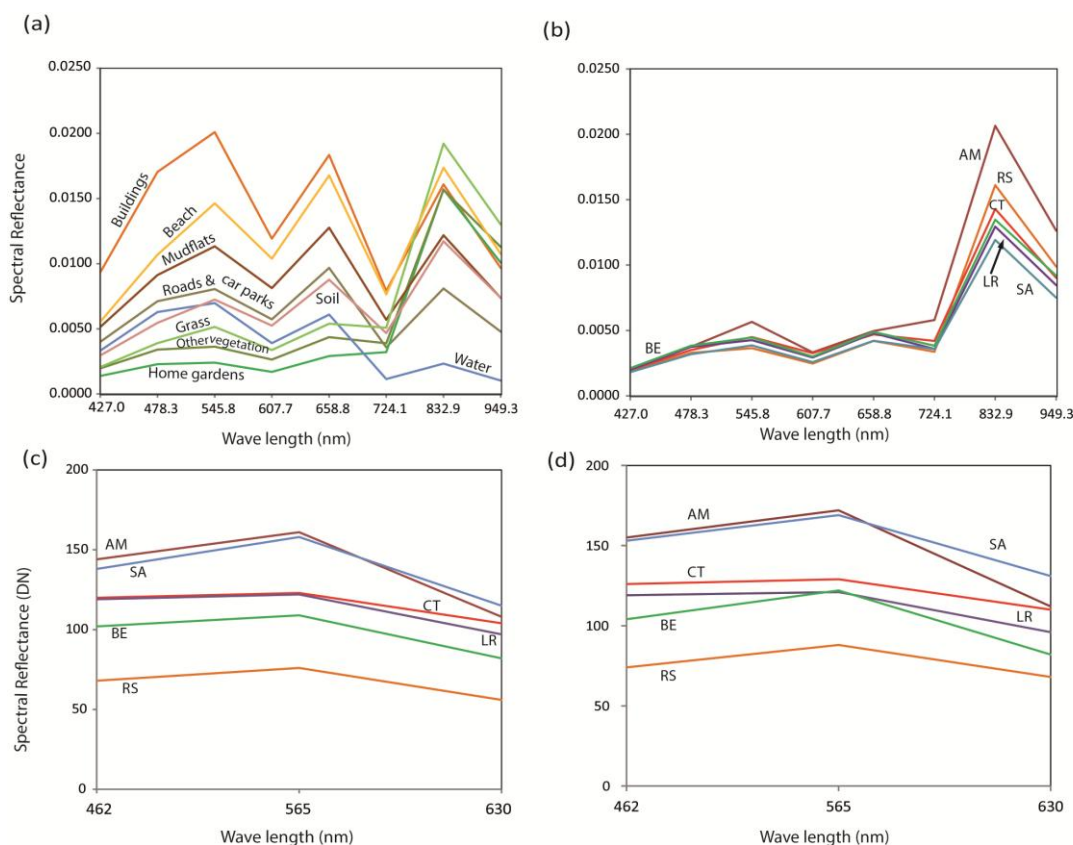 (a)
Spectral Reflectance
0.0250
0.0200
0.0150
0.0100
0.0050
0.0000
Buildings
Beach
Mudflats
Roads & car parks
Soil
Grass
Othervegetation
Home gardens
Water
427.0 478.3 545.8 607.7 658.8 724.1 832.9 949.3
Wave length (nm)
(b)
0.0250
0.0200
0.0150
0.0100
0.0050
0.0000
AM
RS
CT
LR
SA
BE
427.0 478.3 545.8 607.7 658.8 724.1 832.9 949.3
Wave length (nm)
(c)
Spectral Reflectance (DN)
200
150
100
50
0
AM
SA
CT
LR
BE
RS
462 565 630
Wave length (nm)
(d)
200
150
100
50
0
AM
SA
CT
LR
BE
RS
462 565 630
Wave length (nm)